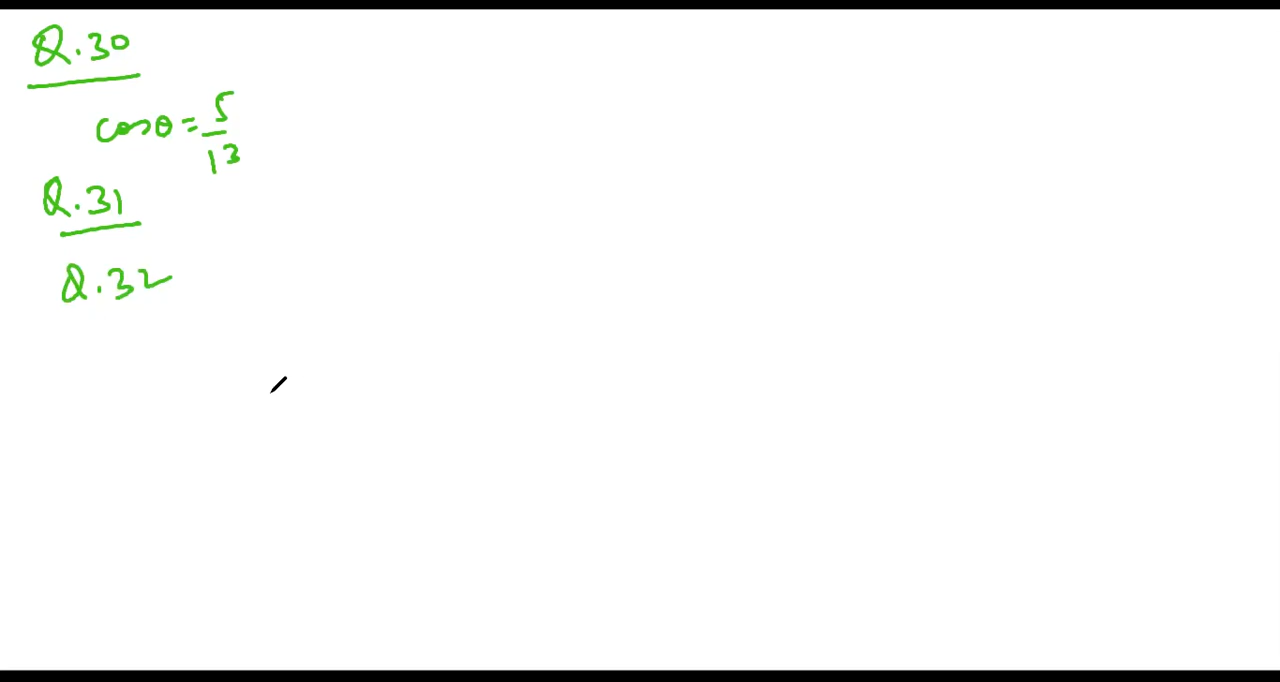 Q.30
cosθ = 5/13
Q.31
Q.32